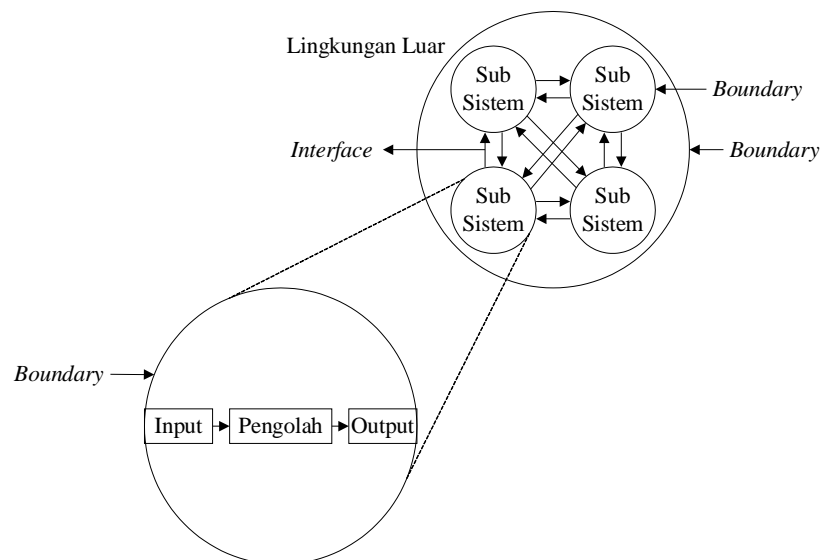 Lingkungan Luar
Sub
Sistem
Sub
Sistem
Boundary
Interface
Boundary
Sub
Sistem
Sub
Sistem
Boundary
Input
Pengolah
Output